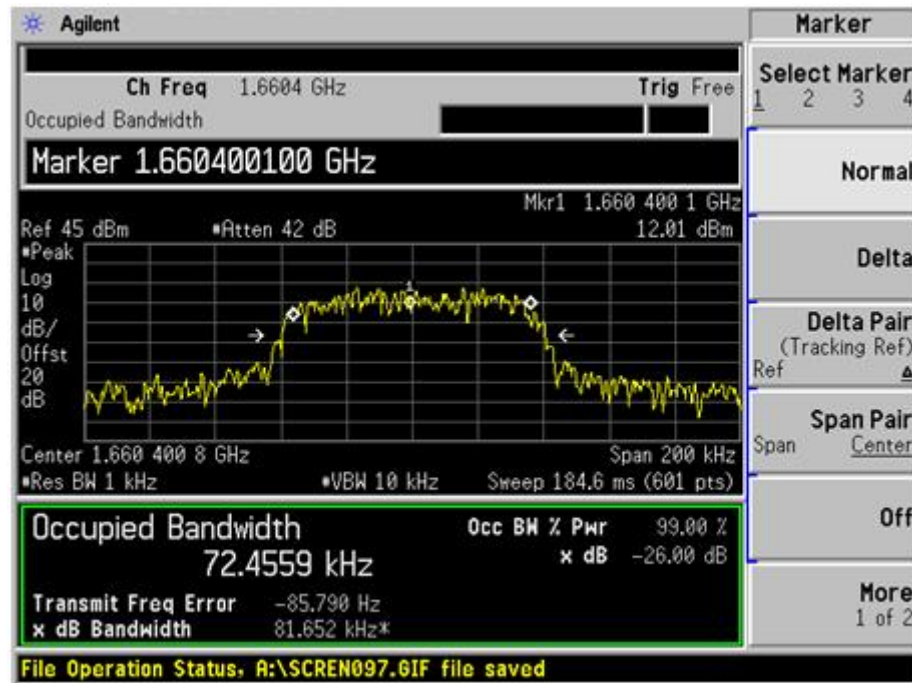 Agilent
Marker
Ch Freq 1.6604 GHz Trig Free
Occupied Bandwidth
Marker 1.660400100 GHz
Mkr1 1.660 400 1 GHz
Ref 45 dBm *Atten 42 dB 12.01 dBm
*Peak
Log
10
dB/
Offst
20
dB
1
Center 1.660 400 8 GHz Span 200 kHz
*Res BW 1 kHz *VBW 10 kHz Sweep 184.6 ms (601 pts)
Occupied Bandwidth Occ BW % Pwr 99.00 %
72.4559 kHz x dB -26.00 dB
Transmit Freq Error -85.790 Hz
x dB Bandwidth 81.652 kHz*
File Operation Status, A:\SCREN097.GIF file saved
Select Marker
1 2 3 4
Normal
Delta
Delta Pair
(Tracking Ref)
Ref Δ
Span Pair
Span Center
Off
More
1 of 2